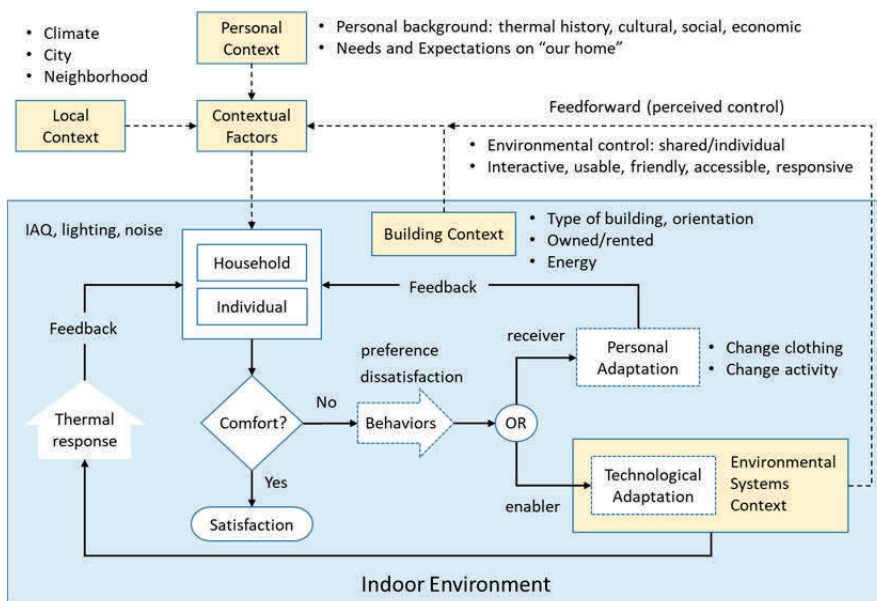 • Climate
• City
• Neighborhood
Personal
Context
• Personal background: thermal history, cultural, social, economic
• Needs and Expectations on “our home”
Local
Context
Contextual
Factors
Feedforward (perceived control)
• Environmental control: shared/individual
• Interactive, usable, friendly, accessible, responsive
IAQ, lighting, noise
Building Context
• Type of building, orientation
• Owned/rented
• Energy
Household
Individual
Feedback
Feedback
Thermal
response
Comfort?
No
Yes
Satisfaction
preference
dissatisfaction
Behaviors
OR
receiver
enabler
Personal
Adaptation
• Change clothing
• Change activity
Technological
Adaptation
Environmental
Systems
Context
Indoor Environment